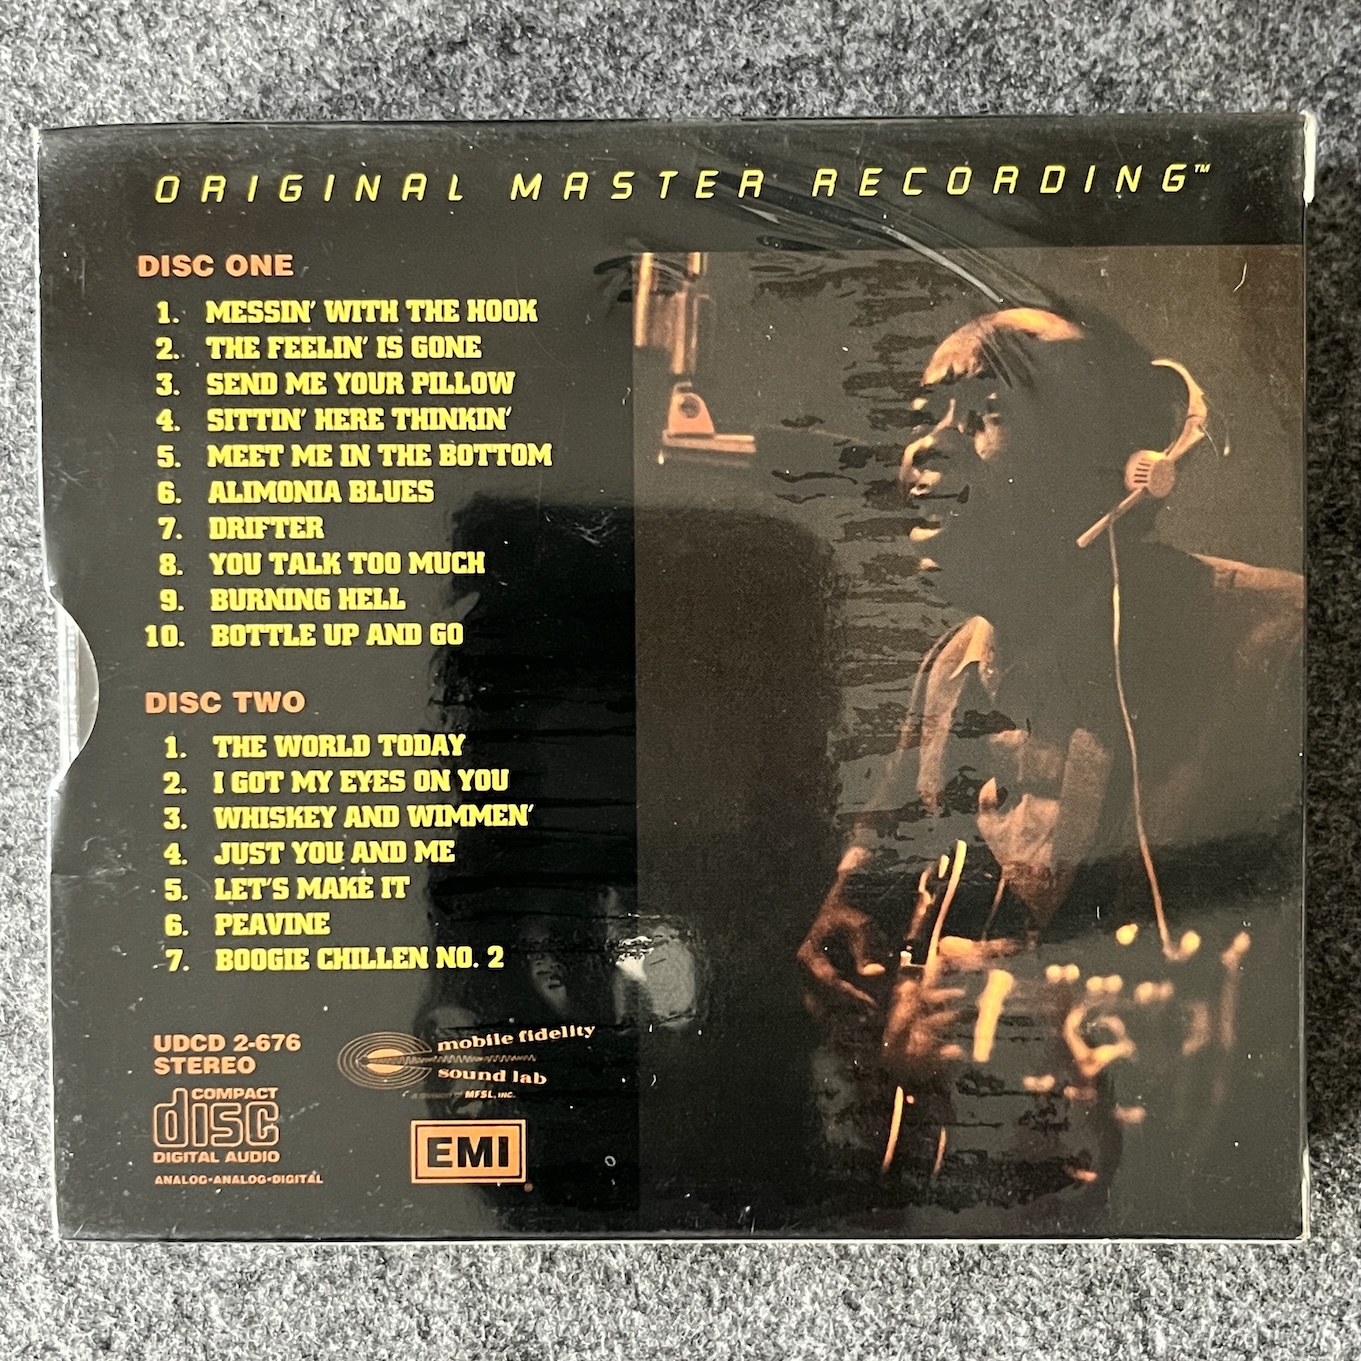 ORIGINAL MASTER RECORDING™
DISC ONE
1. MESSIN' WITH THE HOOK
2. THE FEELIN' IS GONE
3. SEND ME YOUR PILLOW
4. SITTIN' HERE THINKIN'
5. MEET ME IN THE BOTTOM
6. ALIMONIA BLUES
7. DRIFTER
8. YOU TALK TOO MUCH
9. BURNING HELL
10. BOTTLE UP AND GO
DISC TWO
1. THE WORLD TODAY
2. I GOT MY EYES ON YOU
3. WHISKEY AND WIMMEN'
4. JUST YOU AND ME
5. LET'S MAKE IT
6. PEAVINE
7. BOOGIE CHILLEN NO. 2
UDCD 2-676
STEREO
COMPACT
disc
DIGITAL AUDIO
ANALOG•ANALOG•DIGITAL
mobile fidelity
sound lab
MFSL, INC.
EMI